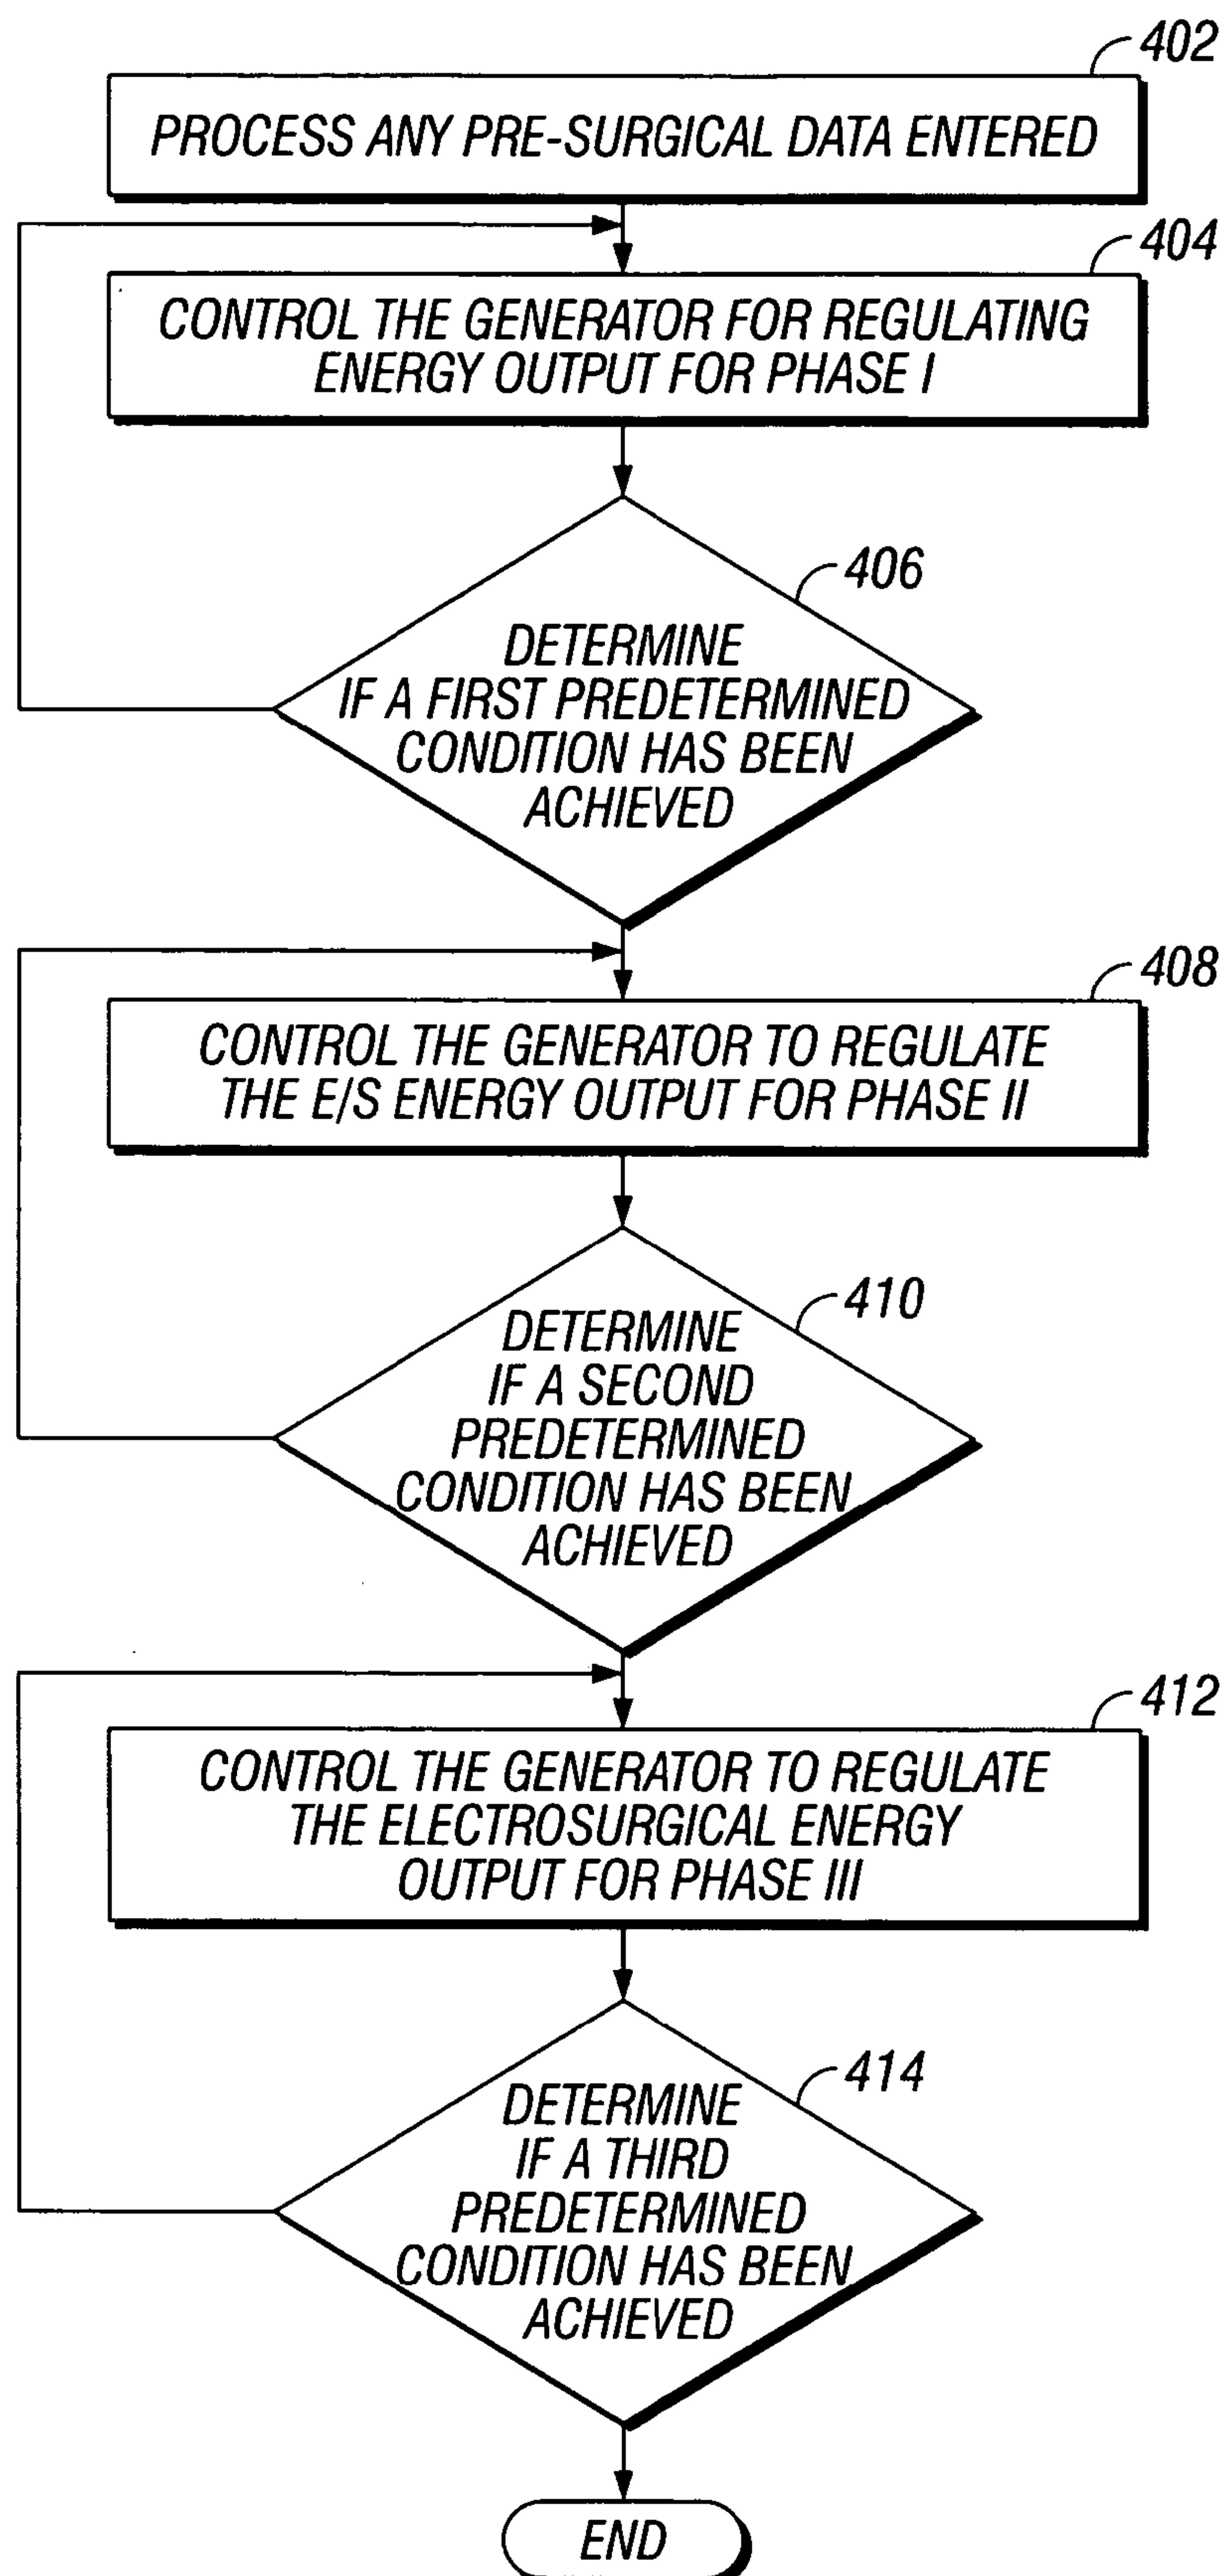 402
PROCESS ANY PRE-SURGICAL DATA ENTERED
404
CONTROL THE GENERATOR FOR REGULATING
ENERGY OUTPUT FOR PHASE I
406
DETERMINE
IF A FIRST PREDETERMINED
CONDITION HAS BEEN
ACHIEVED
408
CONTROL THE GENERATOR TO REGULATE
THE E/S ENERGY OUTPUT FOR PHASE II
410
DETERMINE
IF A SECOND
PREDETERMINED
CONDITION HAS BEEN
ACHIEVED
412
CONTROL THE GENERATOR TO REGULATE
THE ELECTROSURGICAL ENERGY
OUTPUT FOR PHASE III
414
DETERMINE
IF A THIRD
PREDETERMINED
CONDITION HAS BEEN
ACHIEVED
END